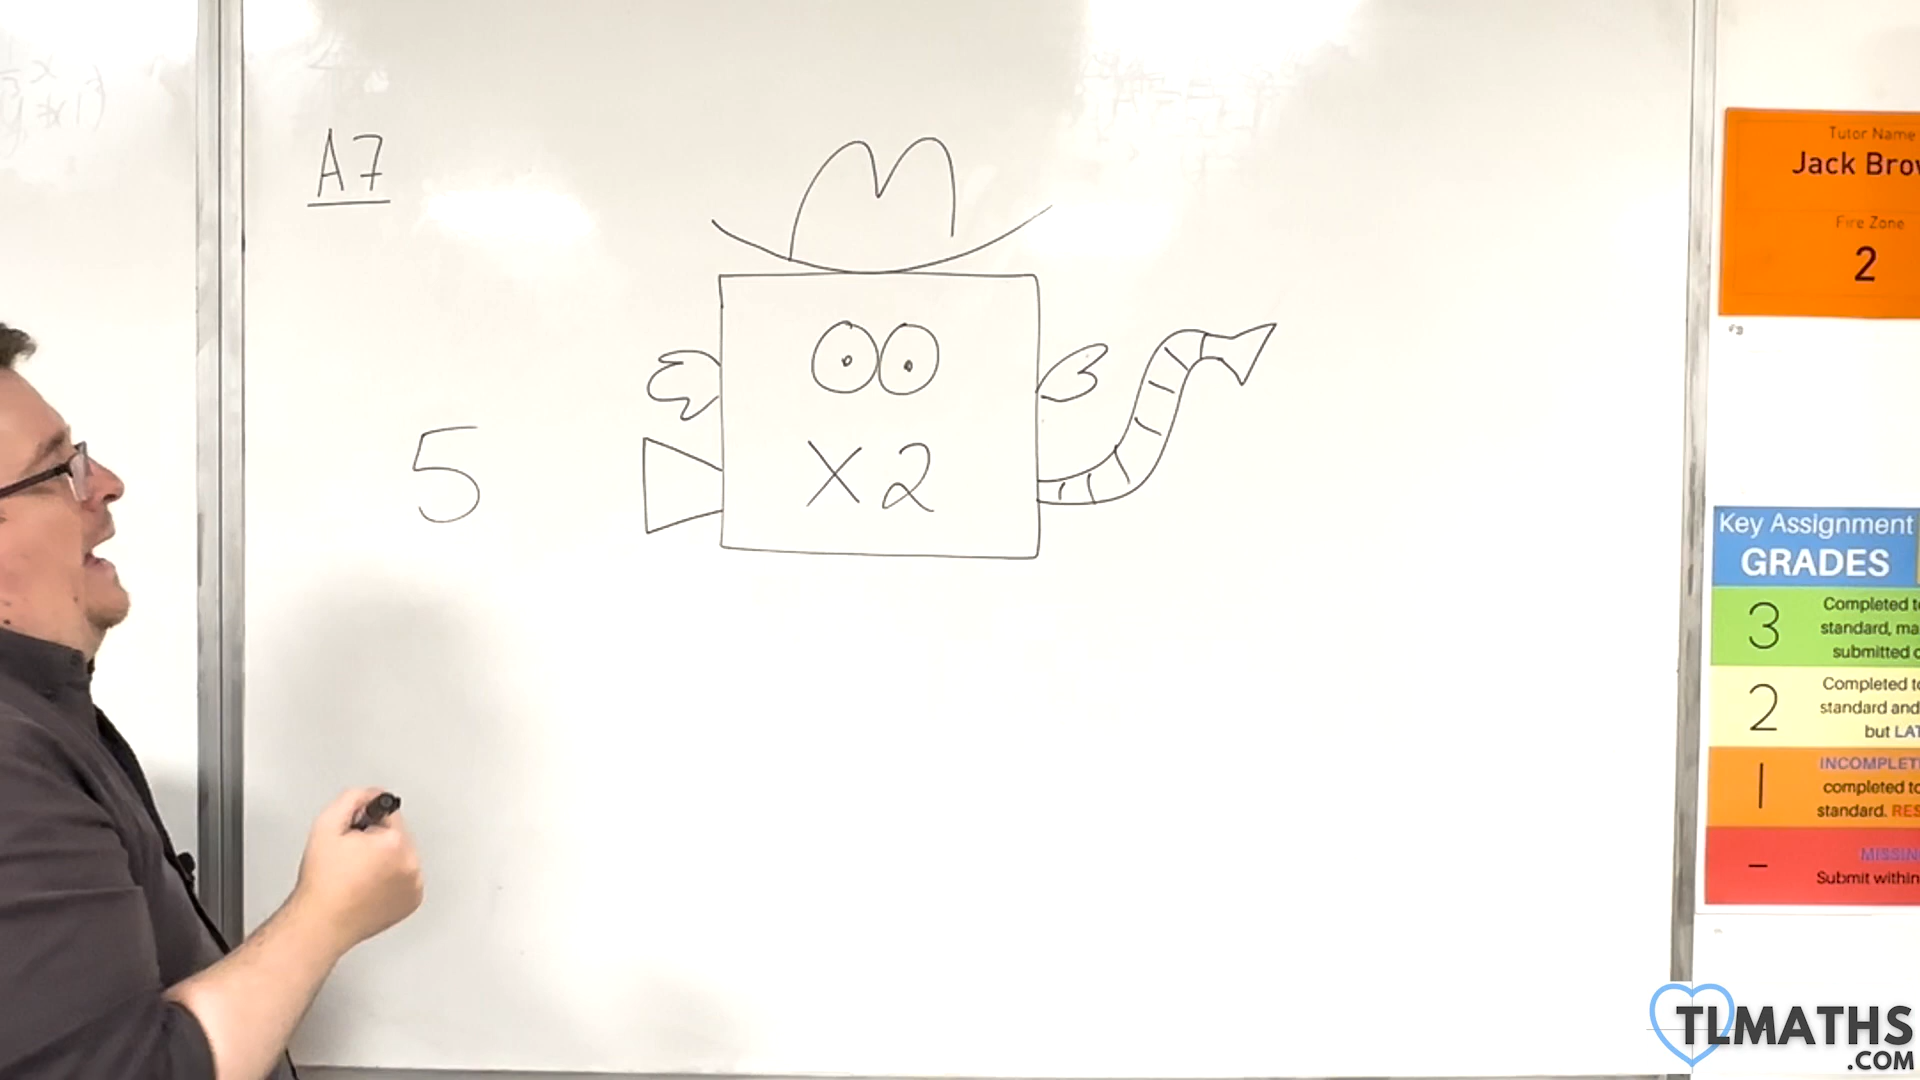 A7
5
X2
Tutor Name
Jack Brow
Fire Zone
2
Key Assignment
GRADES
3
Completed to
standard, ma
submitted o
2
Completed to
standard and
but LAT
1
INCOMPLETE
completed to
standard. RES
-
MISSIN
Submit within
TLMATHS
.COM